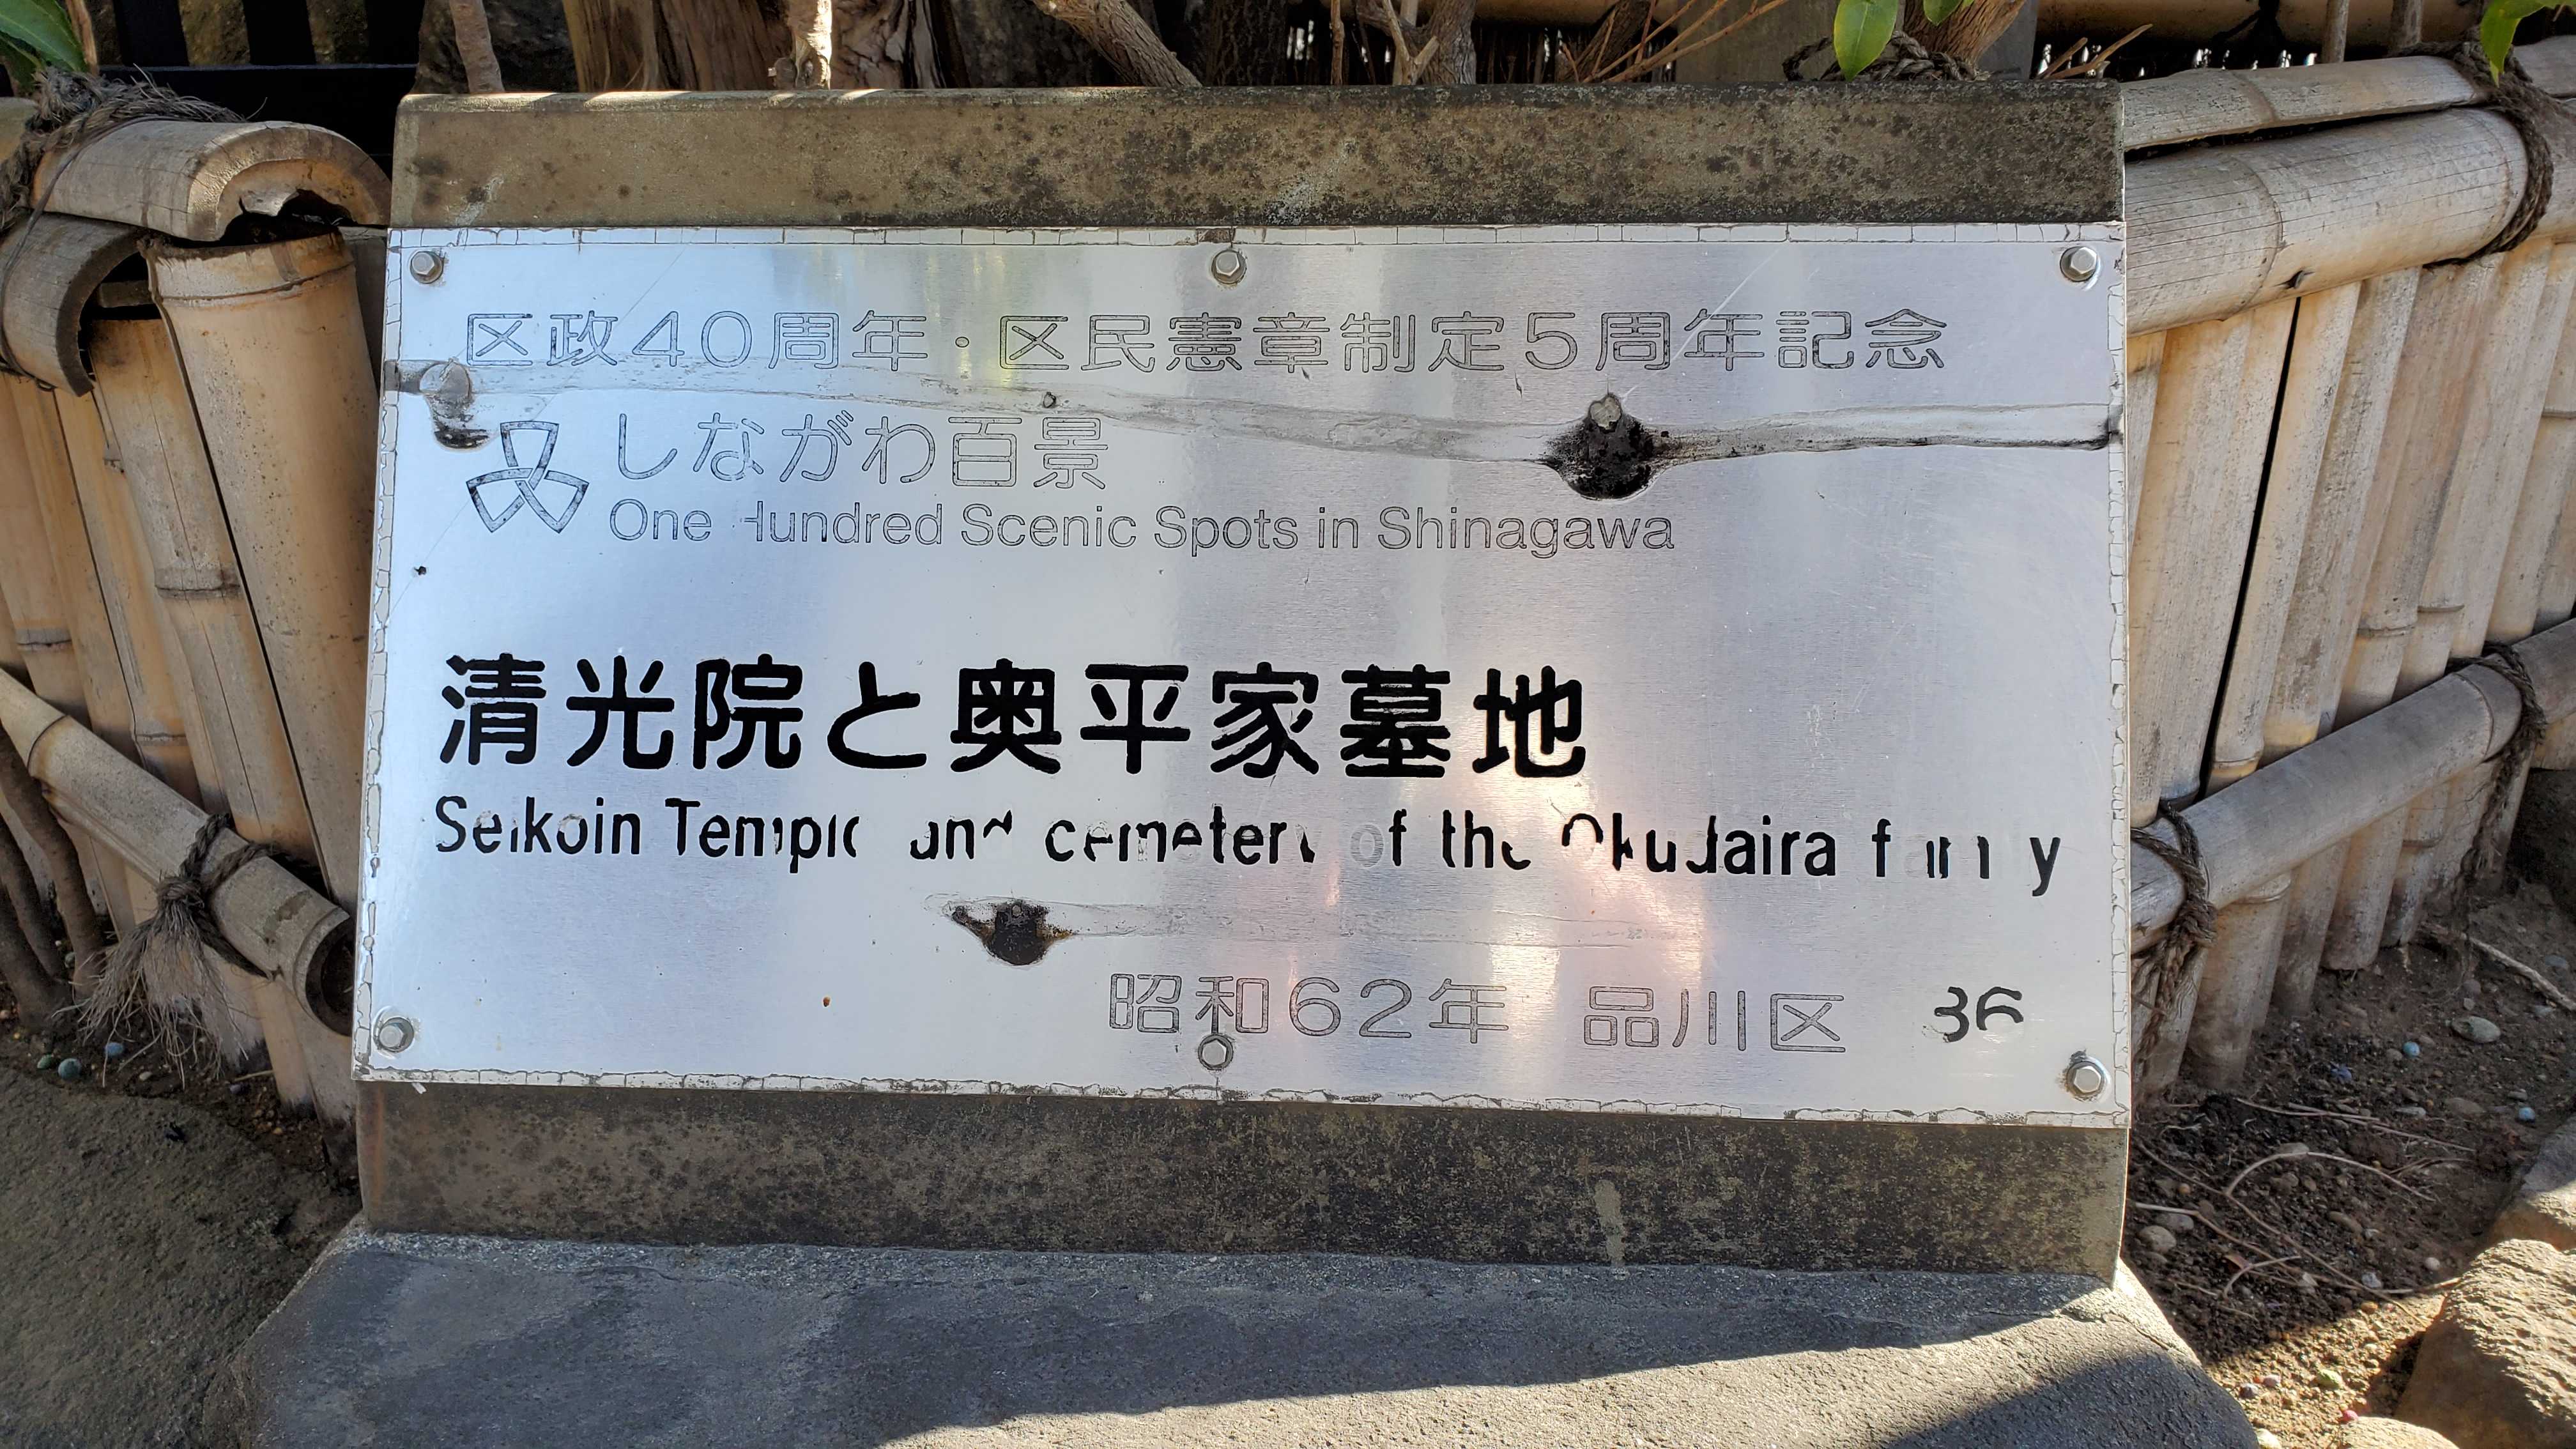 区政40周年・区民憲章制定5周年記念
しながわ百景
One Hundred Scenic Spots in Shinagawa
清光院と奥平家墓地
Seikoin Temple and cemetery of the Okudaira family
昭和62年 品川区 36